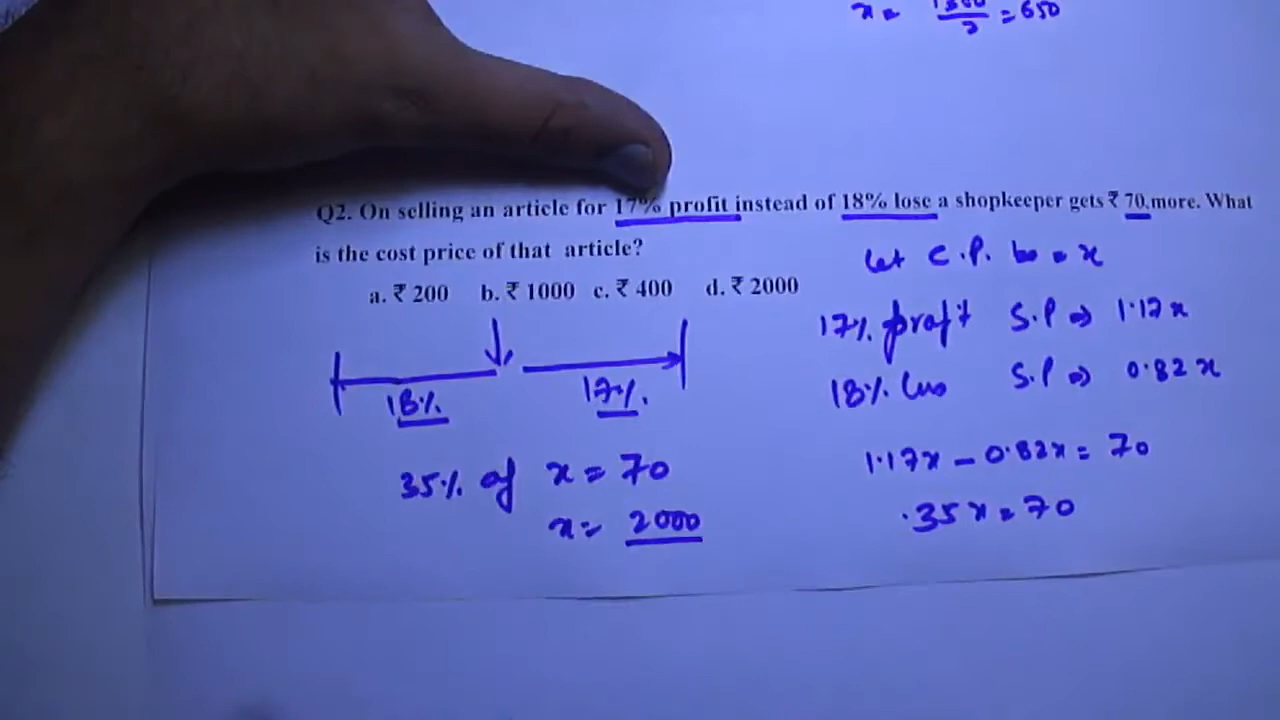 = 650
Q2. On selling an article for 17% profit instead of 18% lose a shopkeeper gets ₹ 70 more. What
is the cost price of that article?
a. ₹ 200 b. ₹ 1000 c. ₹ 400 d. ₹ 2000
18% 17%.
35% of x = 70
x = 2000
let C.P. be = x
17% profit S.P ⇒ 1.17x
18% loss S.P ⇒ 0.82x
1.17x - 0.82x = 70
.35x = 70